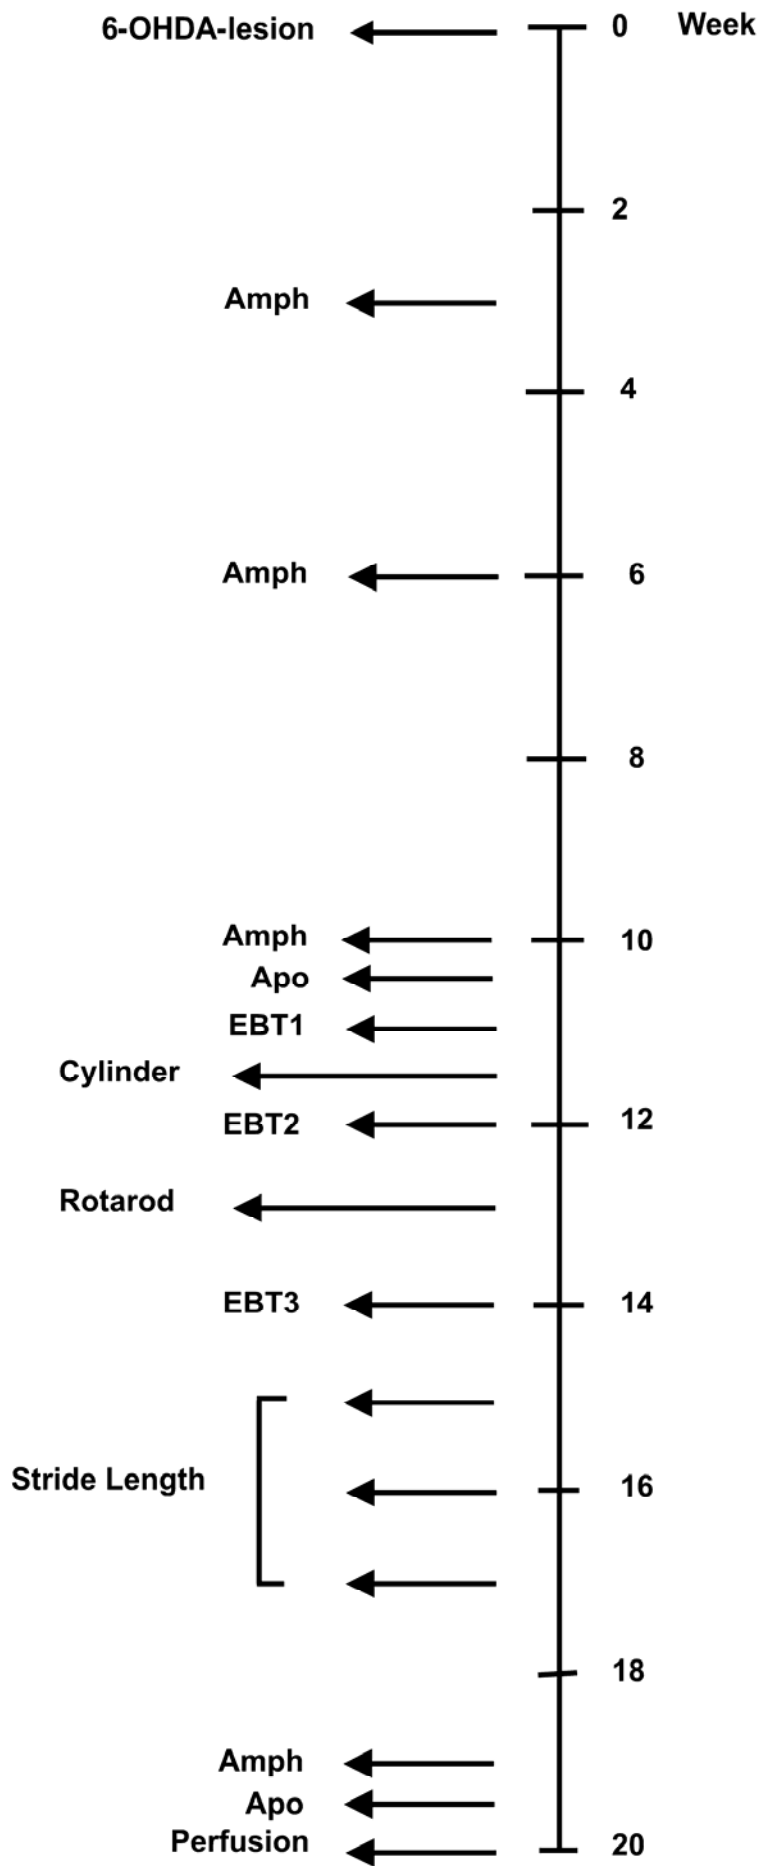 6-OHDA-lesion 0 Week
2
Amph
4
Amph 6
8
Amph 10
Apo
EBT1
Cylinder
EBT2 12
Rotarod
EBT3 14
Stride Length 16
18
Amph
Apo
Perfusion 20